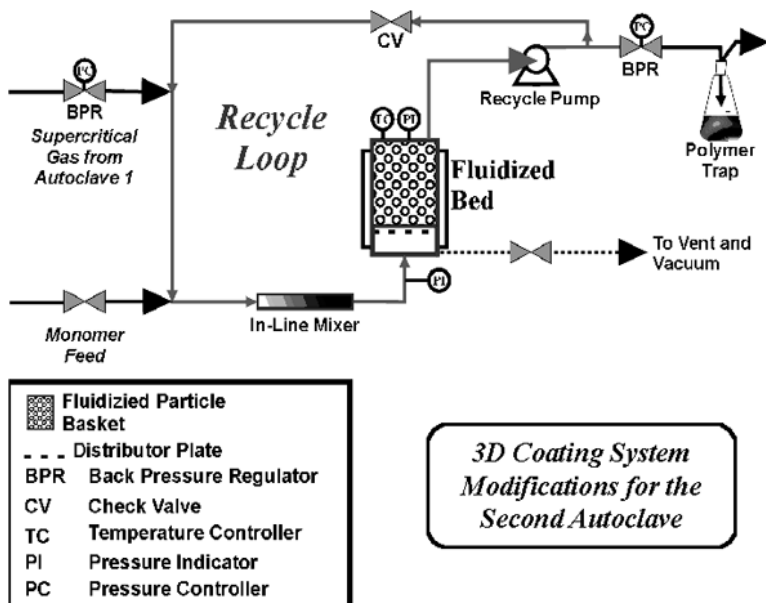 PC
CV
BPR
Recycle Pump
PC
BPR
Supercritical
Gas from
Autoclave 1
Recycle
Loop
TC
PI
Fluidized
Bed
Polymer
Trap
To Vent and
Vacuum
PI
In-Line Mixer
Monomer
Feed
Fluidizied Particle
Basket
Distributor Plate
BPR Back Pressure Regulator
CV Check Valve
TC Temperature Controller
PI Pressure Indicator
PC Pressure Controller
3D Coating System
Modifications for the
Second Autoclave